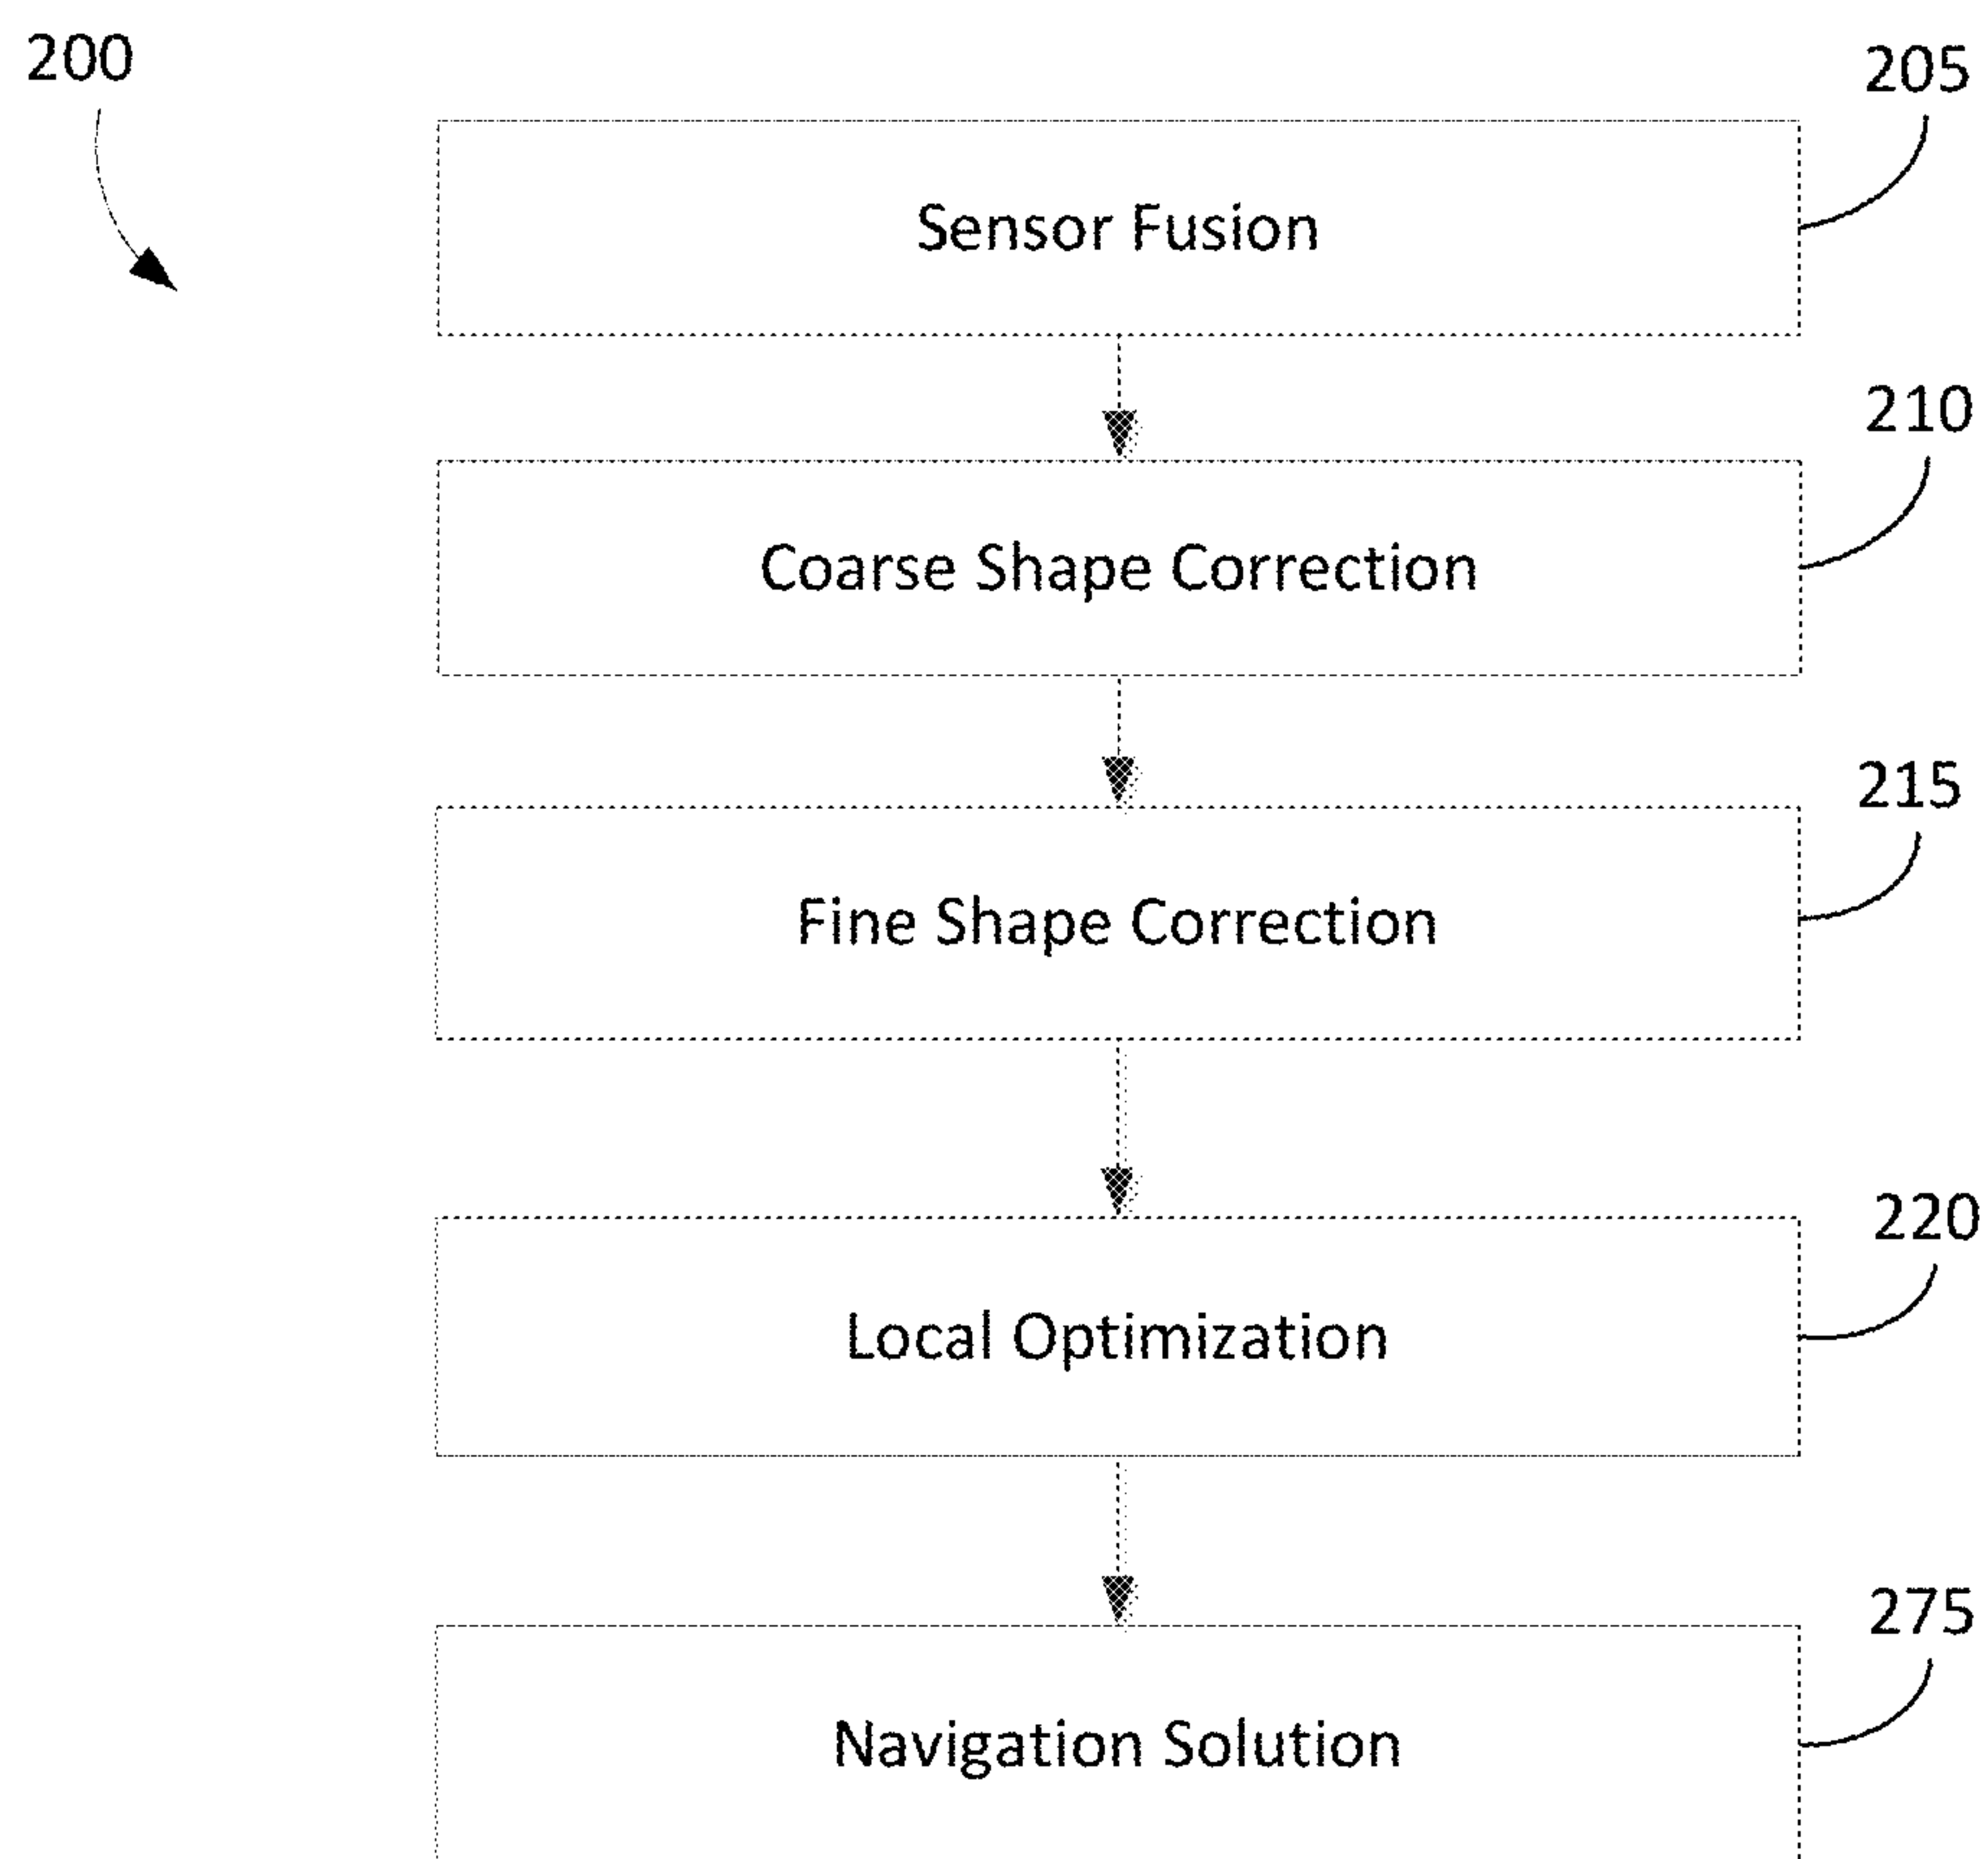 200
205
Sensor Fusion
210
Coarse Shape Correction
215
Fine Shape Correction
220
Local Optimization
275
Navigation Solution